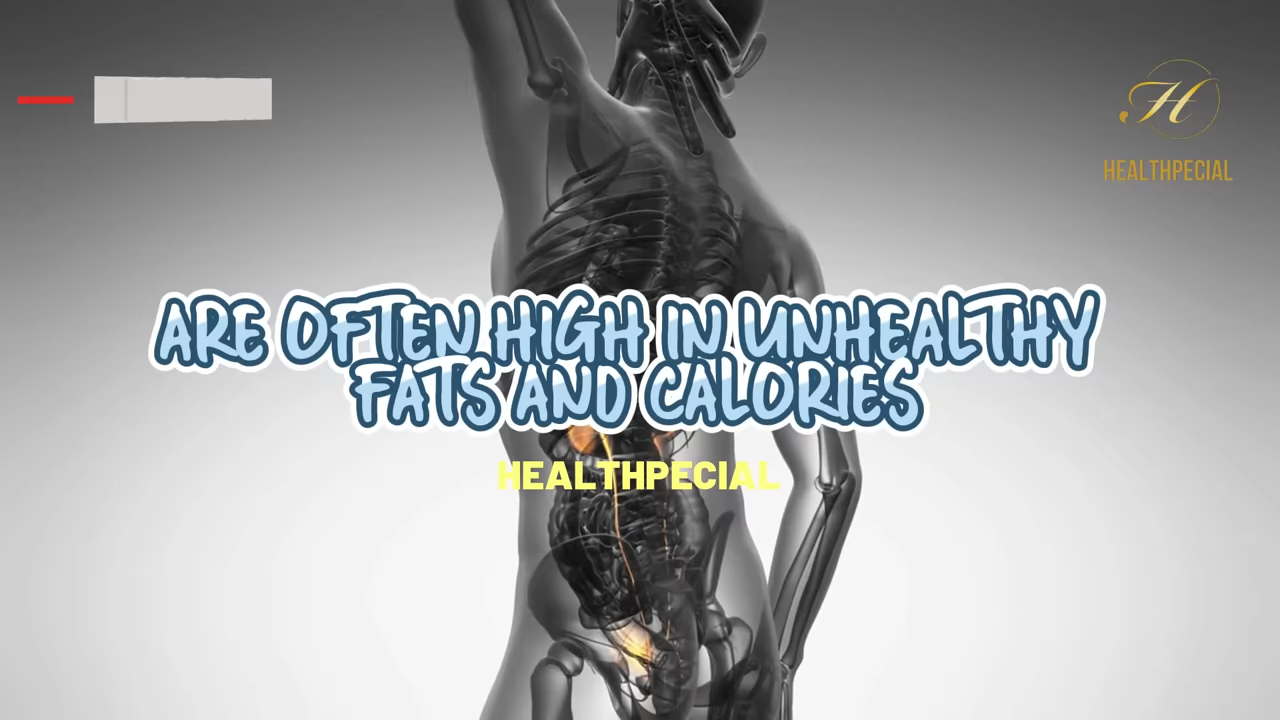 H
HEALTHPECIAL
ARE OFTEN HIGH IN UNHEALTHY
FATS AND CALORIES
HEALTHPECIAL